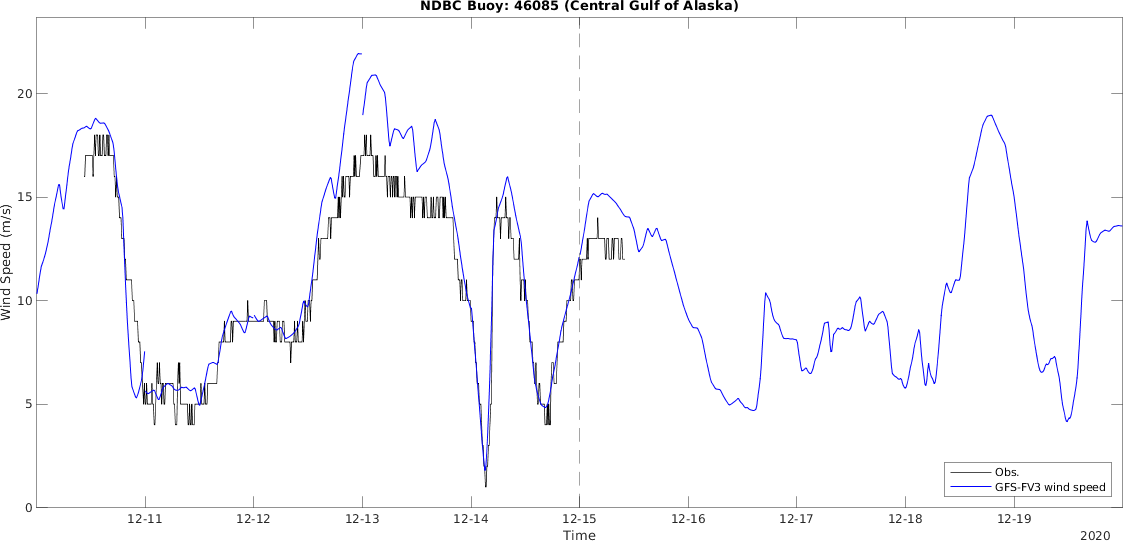 NDBC Buoy: 46085 (Central Gulf of Alaska)
Wind Speed (m/s)
20
15
10
5
0
Obs.
GFS-FV3 wind speed
12-11 12-12 12-13 12-14 12-15 12-16 12-17 12-18 12-19
Time
2020